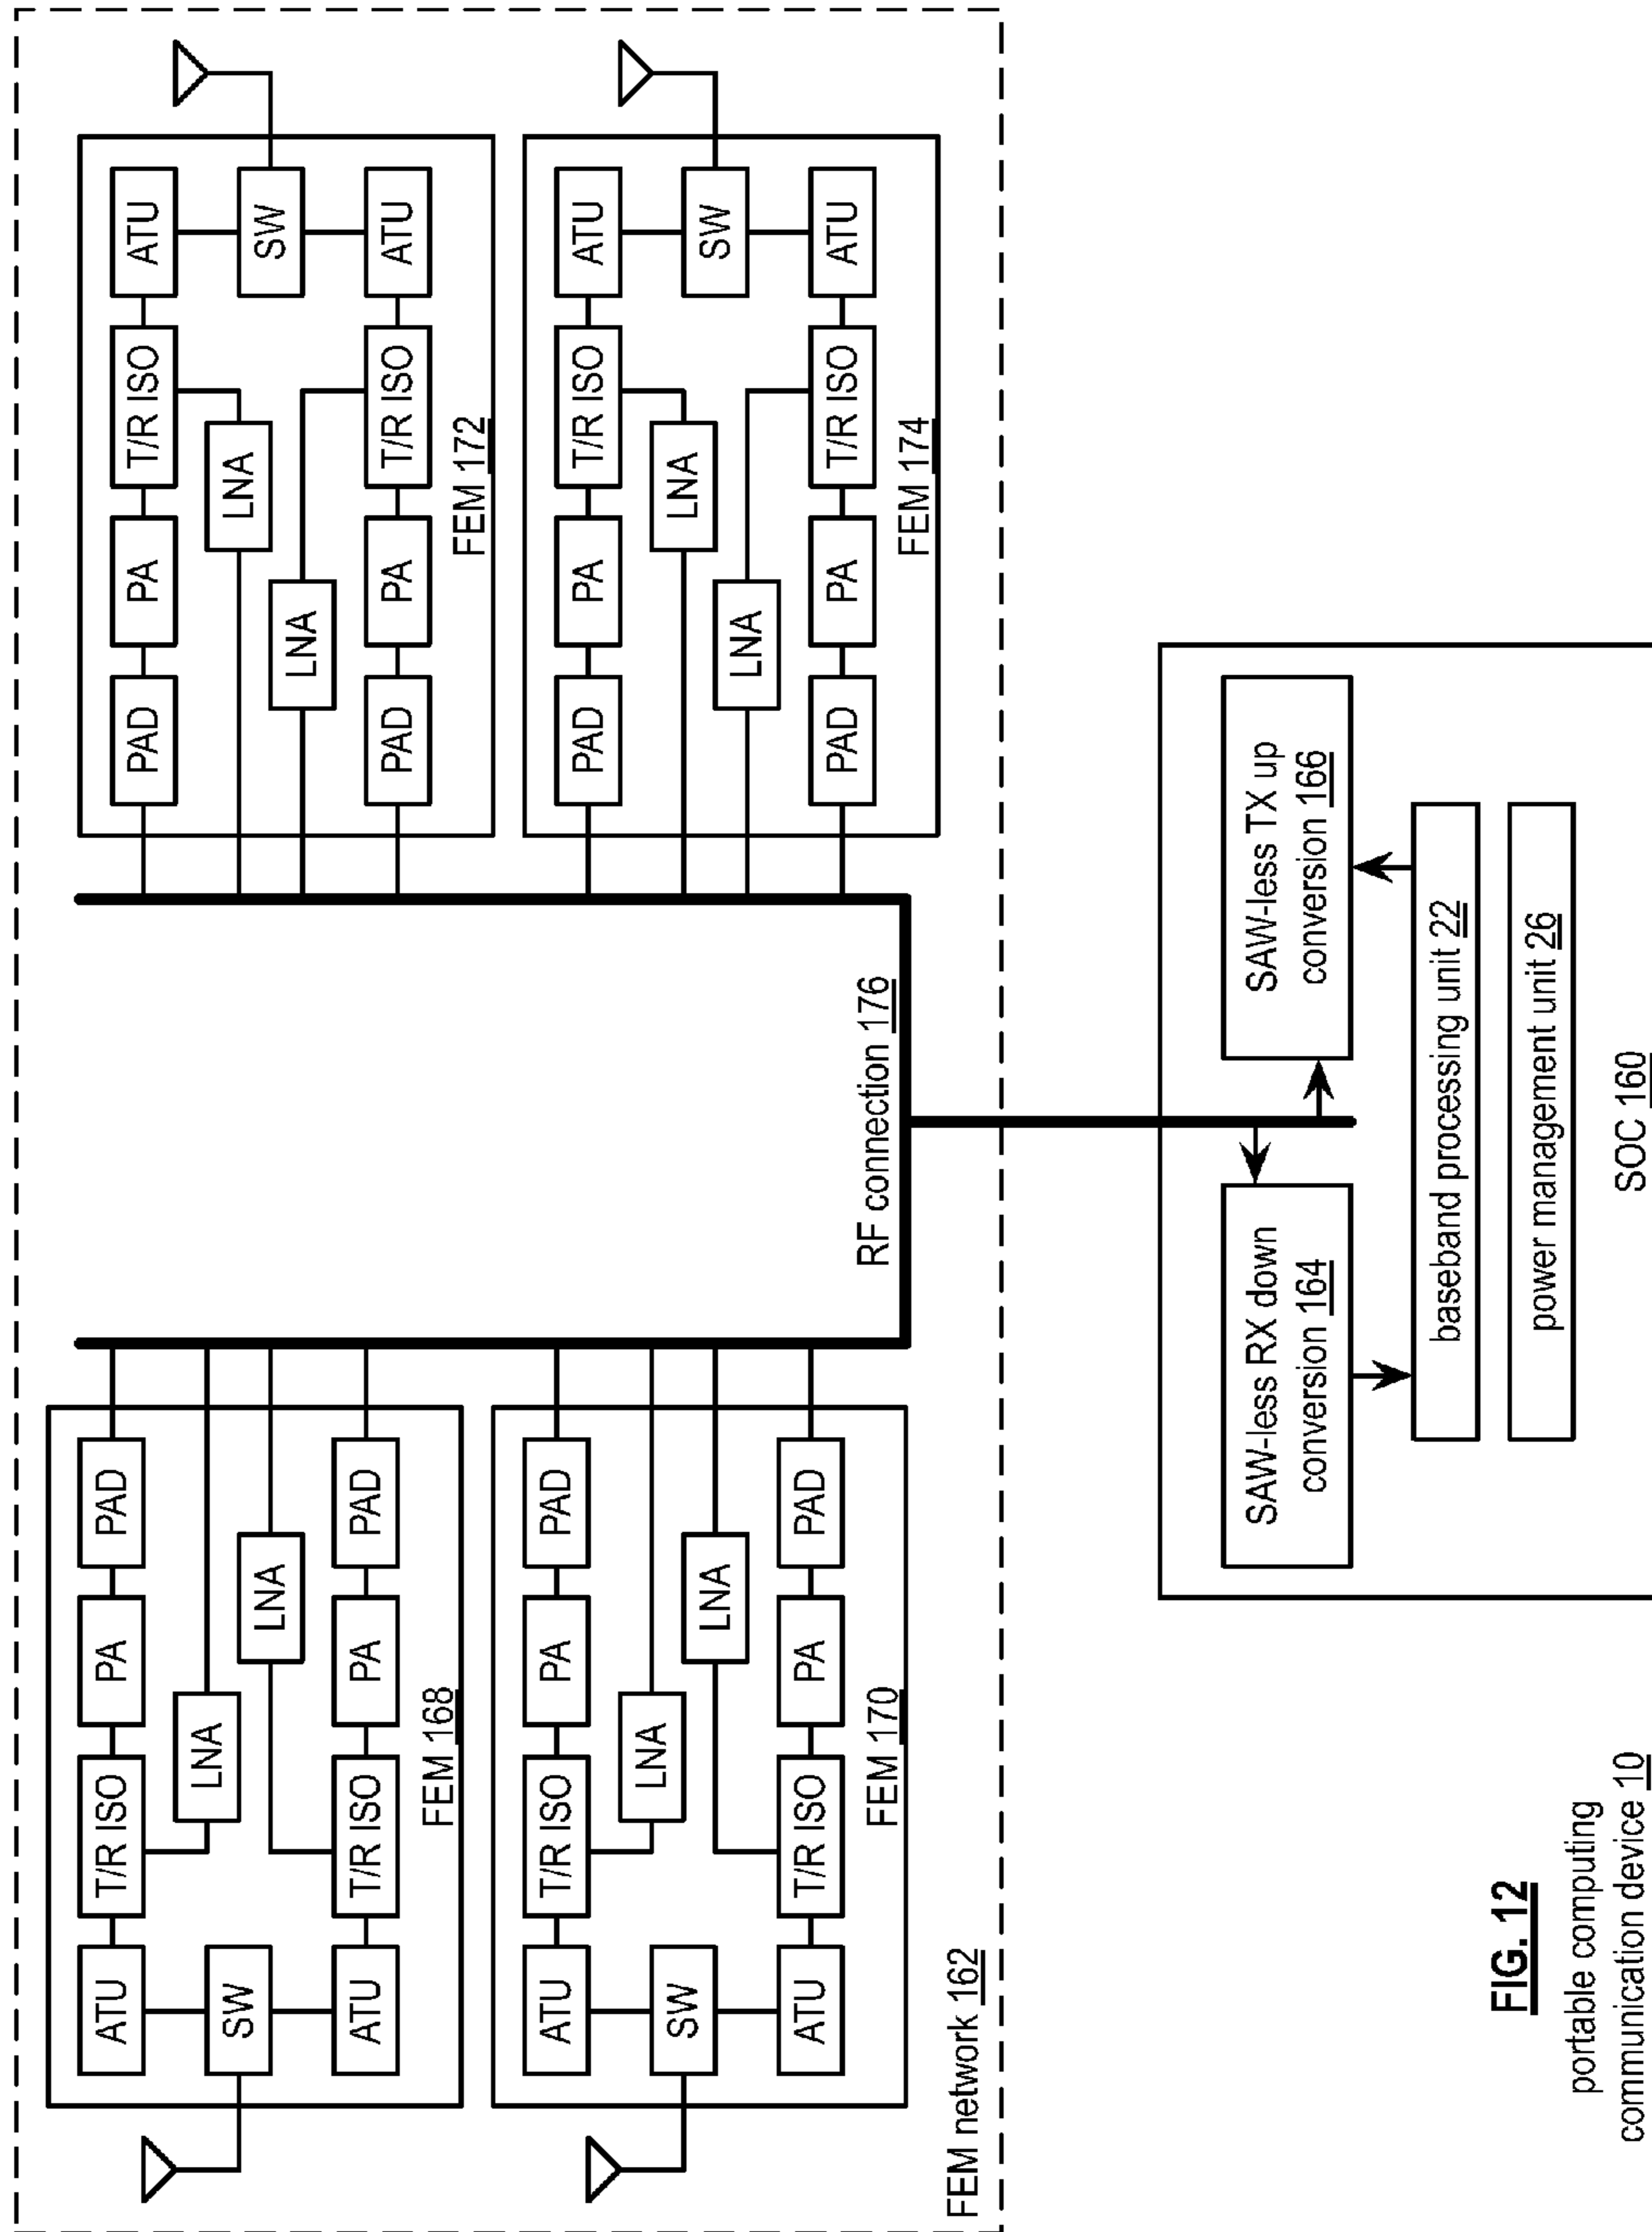 ATU
T/R ISO
PA
PAD
LNA
SW
LNA
ATU
T/R ISO
PA
PAD
FEM 168
ATU
T/R ISO
PA
PAD
LNA
SW
LNA
ATU
T/R ISO
PA
PAD
FEM 170
FEM network 162
RF connection 176
PAD
PA
T/R ISO
ATU
LNA
SW
LNA
PAD
PA
T/R ISO
ATU
FEM 172
PAD
PA
T/R ISO
ATU
LNA
SW
LNA
PAD
PA
T/R ISO
ATU
FEM 174
SAW-less RX down
conversion 164
SAW-less TX up
conversion 166
baseband processing unit 22
power management unit 26
SOC 160
FIG. 12
portable computing
communication device 10